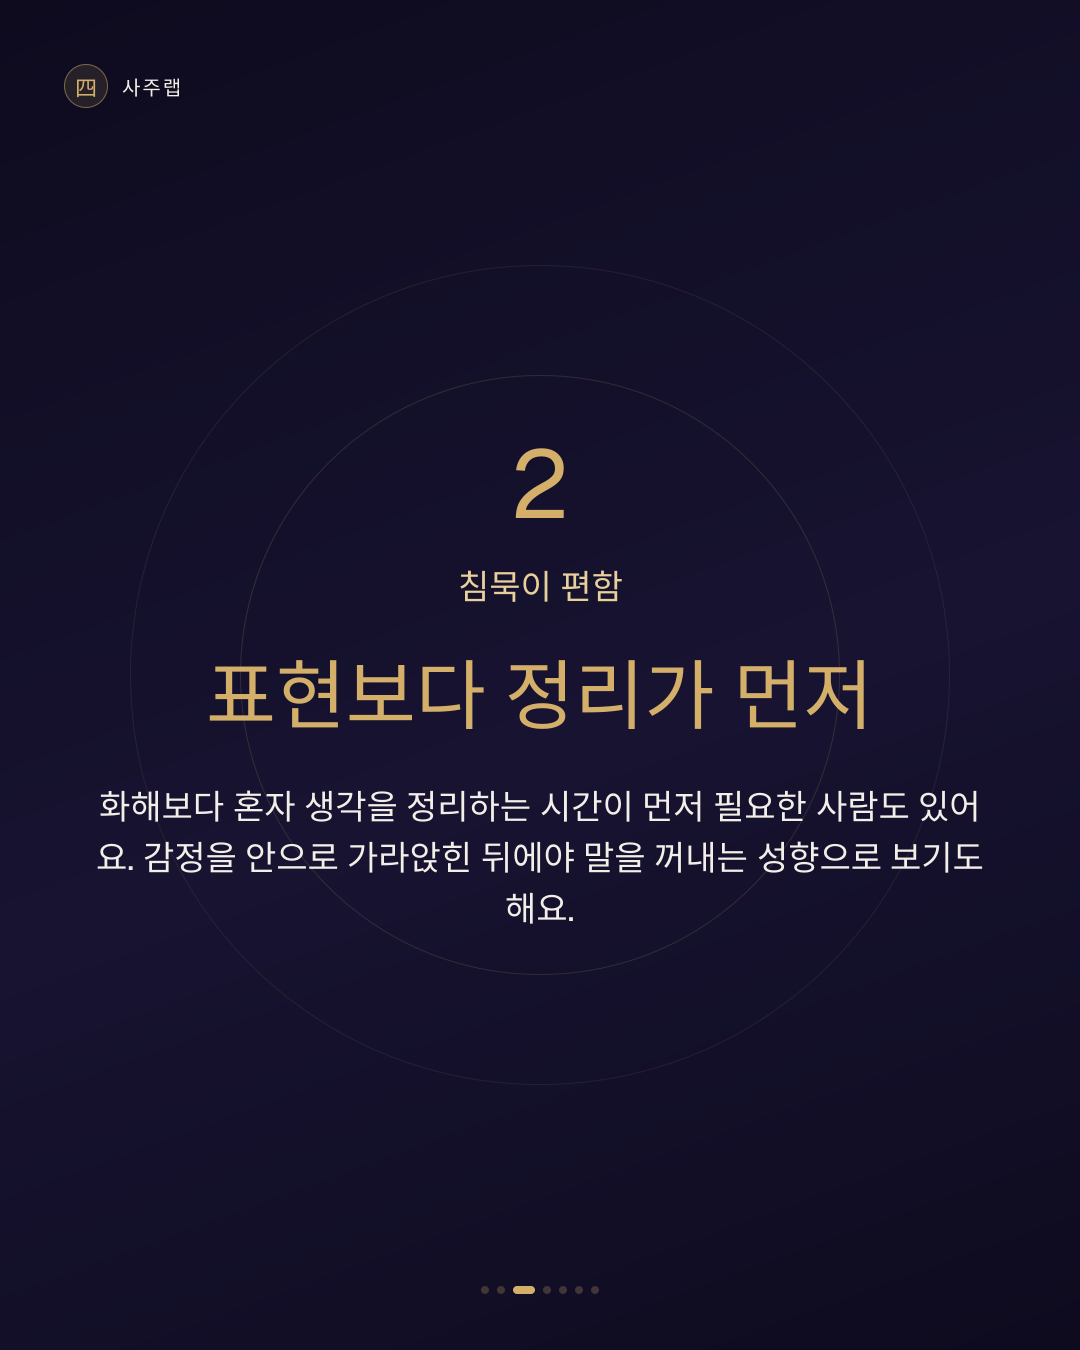 四 사주랩
2
침묵이 편함
표현보다 정리가 먼저
화해보다 혼자 생각을 정리하는 시간이 먼저 필요한 사람도 있어
요. 감정을 안으로 가라앉힌 뒤에야 말을 꺼내는 성향으로 보기도
해요.